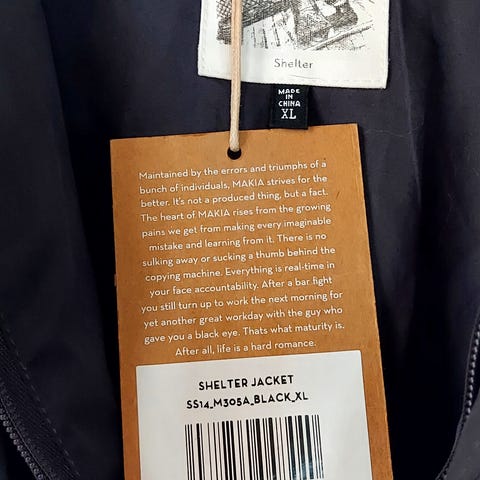 Shelter
MADE
IN
CHINA
XL
Maintained by the errors and triumphs of a
bunch of individuals, MAKIA strives for the
better. It's not a produced thing, but a fact.
The heart of MAKIA rises from the growing
pains we get from making every imaginable
mistake and learning from it. There is no
sulking away or sucking a thumb behind the
copying machine. Everything is real-time in
your face accountability. After a bar fight
you still turn up to work the next morning for
yet another great workday with the guy who
gave you a black eye. Thats what maturity is.
After all, life is a hard romance.
SHELTER JACKET
SS14_M305A_BLACK_XL